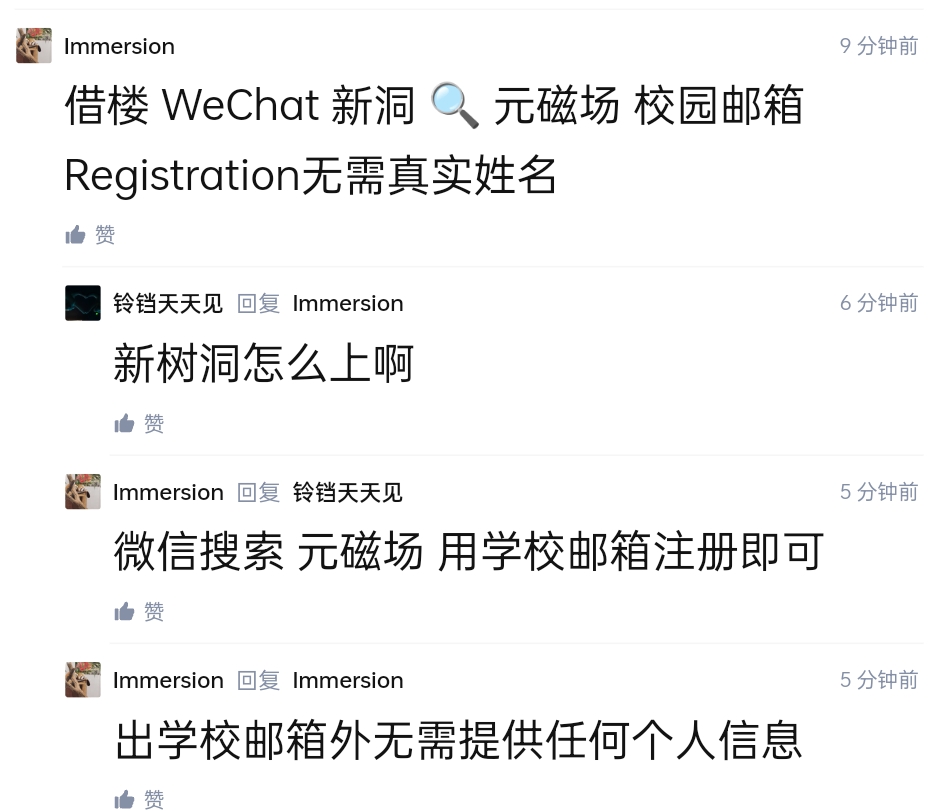 Immersion 9 分钟前
借楼 WeChat 新洞 🔍 元磁场 校园邮箱
Registration无需真实姓名
赞
铃铛天天见 回复 Immersion 6 分钟前
新树洞怎么上啊
赞
Immersion 回复 铃铛天天见 5 分钟前
微信搜索 元磁场 用学校邮箱注册即可
赞
Immersion 回复 Immersion 5 分钟前
出学校邮箱外无需提供任何个人信息
赞